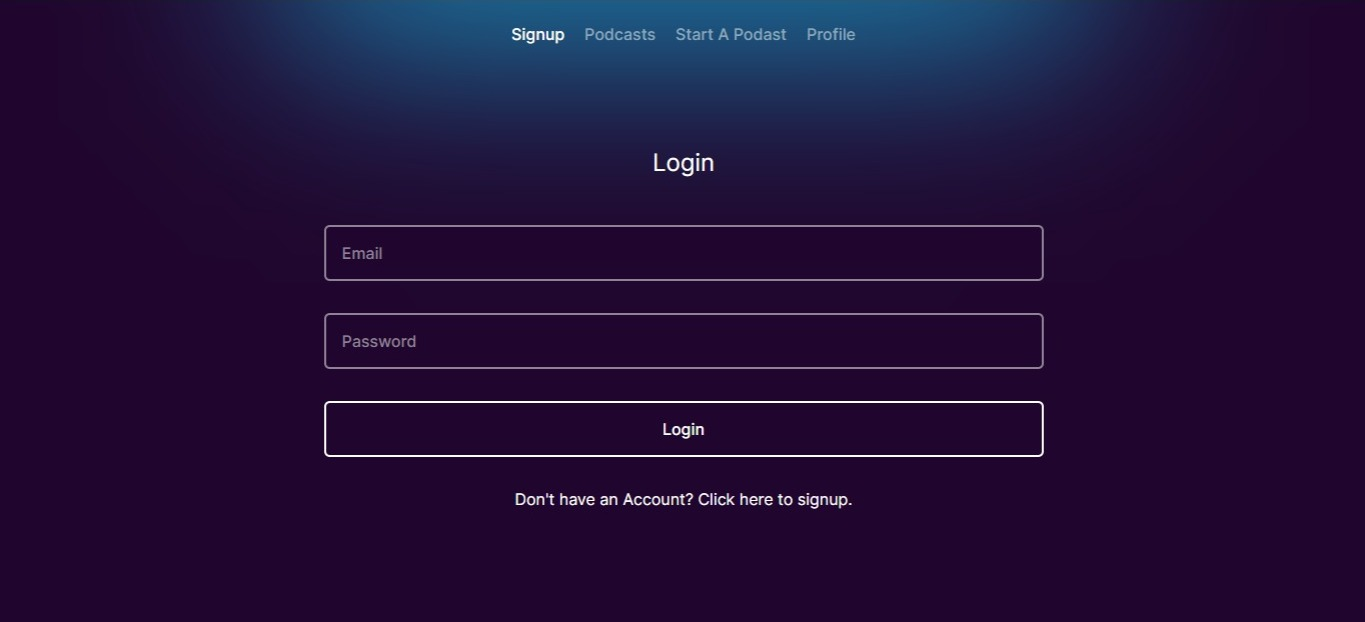 Signup Podcasts Start A Podast Profile
Login
Email
Password
Login
Don't have an Account? Click here to signup.